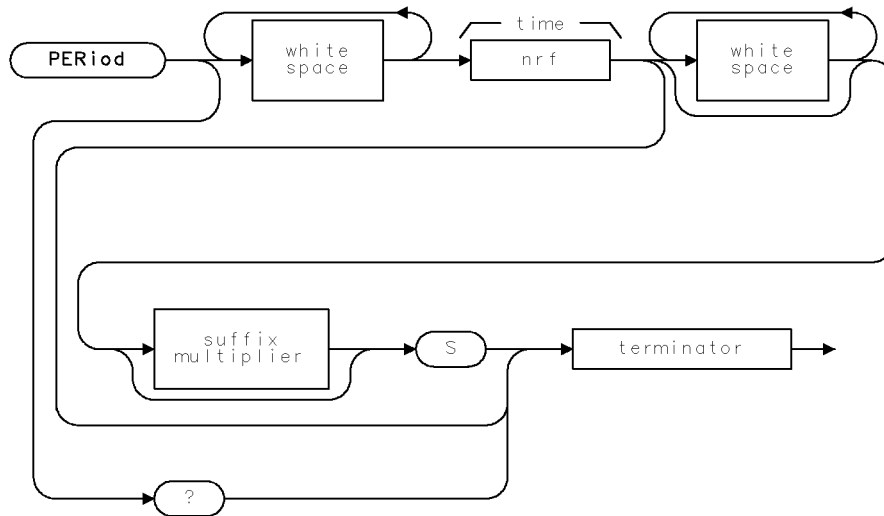 time
PERiod
white
space
nrf
white
space
suffix
multiplier
S
terminator
?